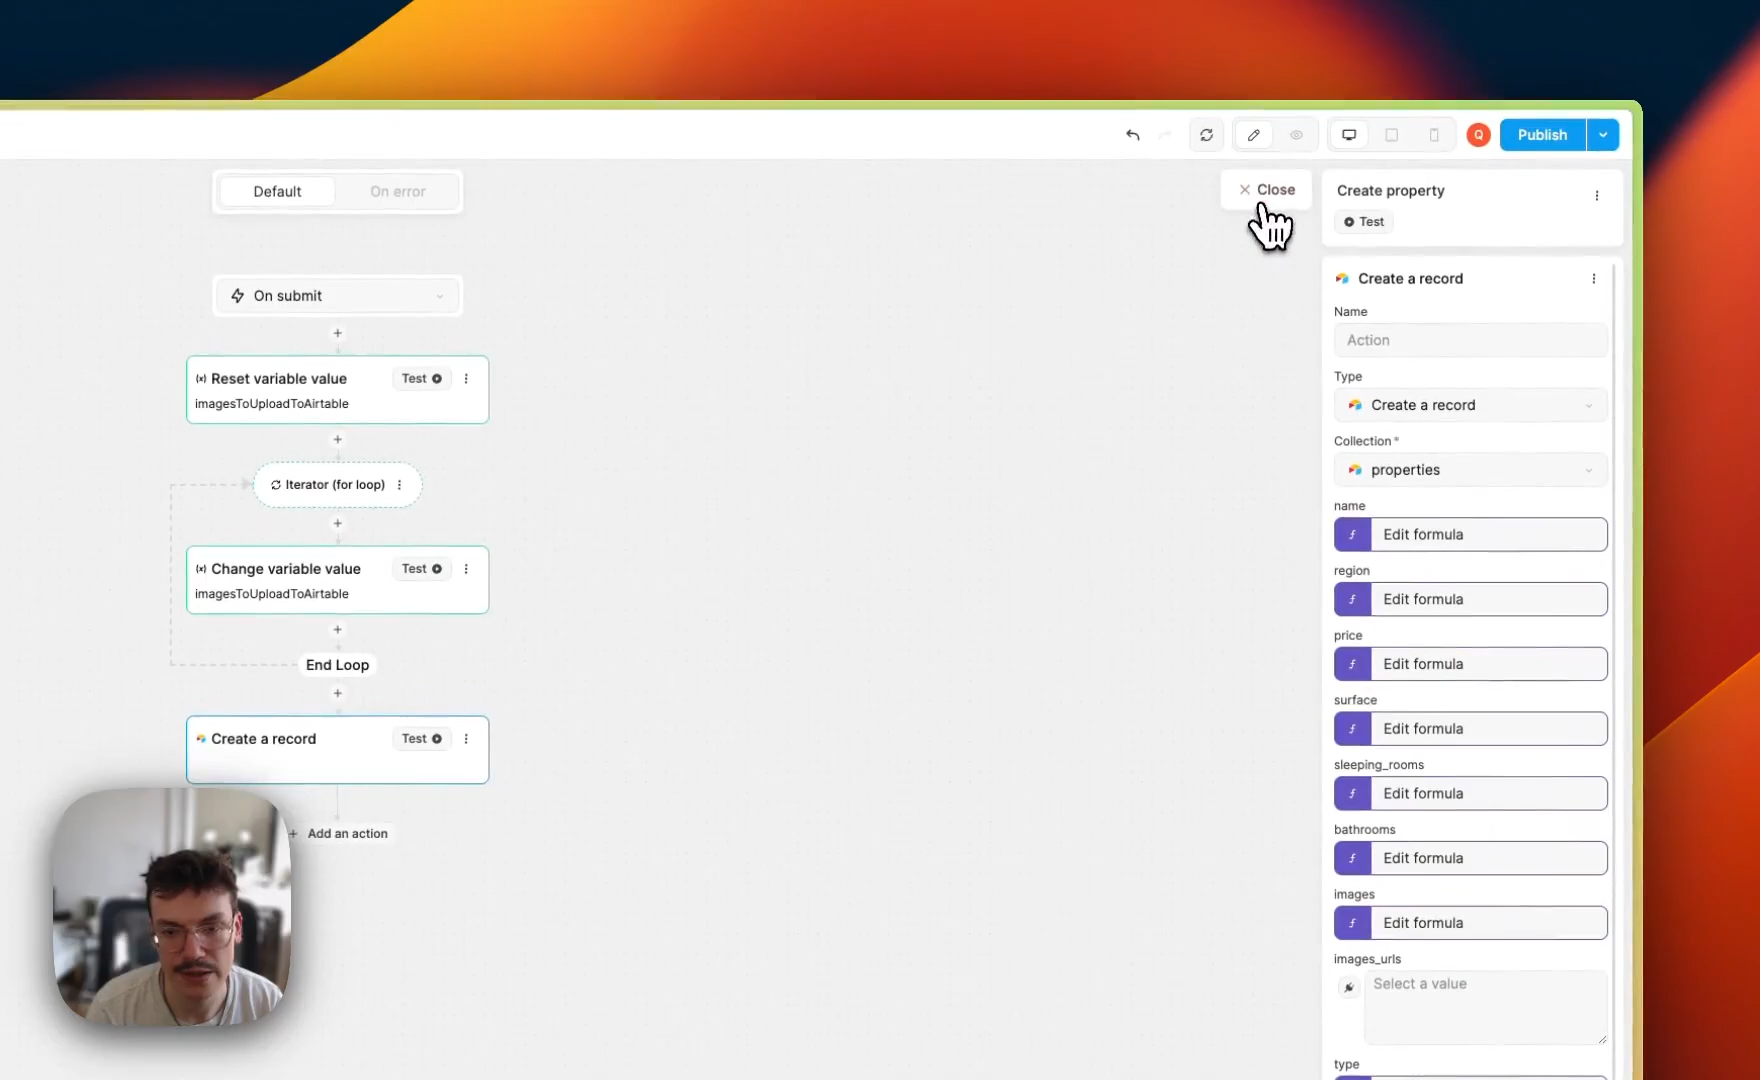 Q
Publish
Default
On error
Close
Create property
Test
On submit
Create a record
Name
Action
Reset variable value
Test
imagesToUploadToAirtable
Type
Create a record
Collection*
properties
Iterator (for loop)
name
Edit formula
Change variable value
Test
imagesToUploadToAirtable
region
Edit formula
End Loop
price
Edit formula
surface
Edit formula
Create a record
Test
sleeping_rooms
Edit formula
Add an action
bathrooms
Edit formula
images
Edit formula
images_urls
Select a value
type